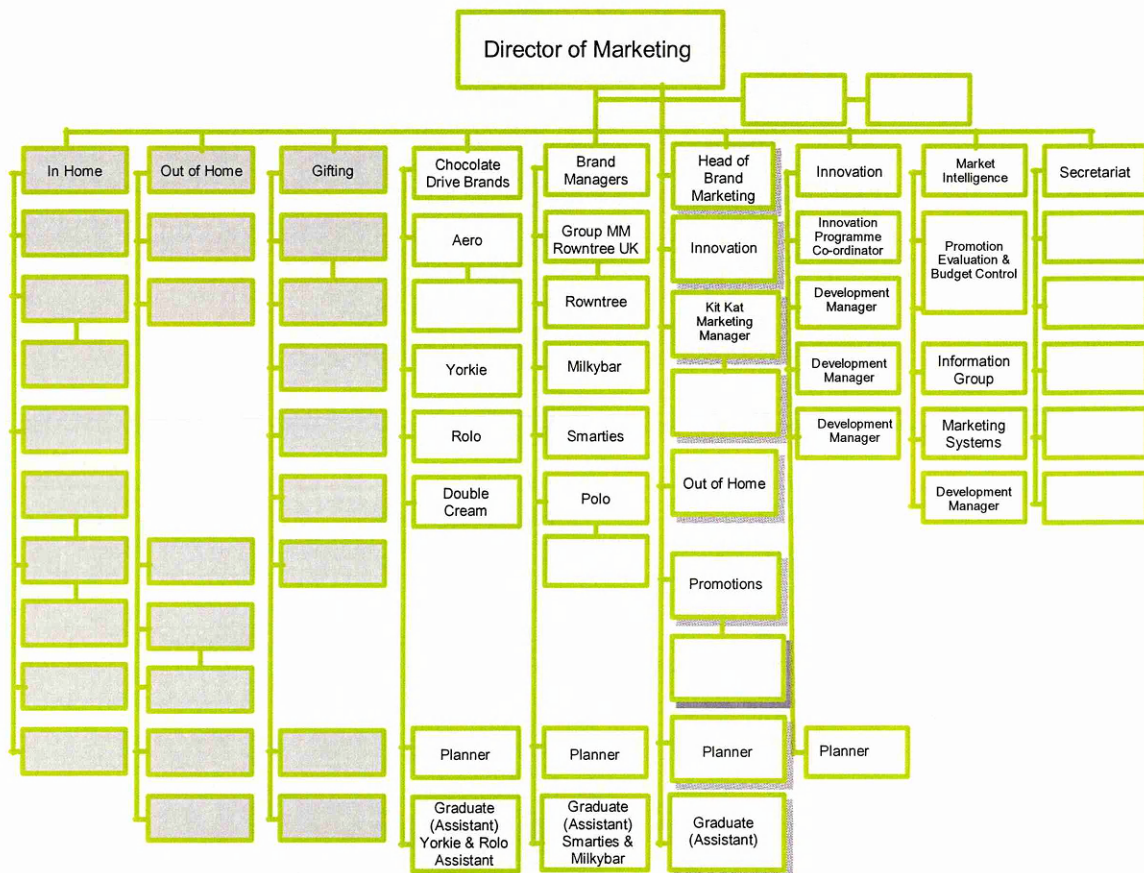 Director of Marketing
In Home
Out of Home
Gifting
Chocolate
Drive Brands
Brand
Managers
Head of
Brand
Marketing
Innovation
Market
Intelligence
Secretariat
Aero
Group MM
Rowntree UK
Innovation
Innovation
Programme
Co-ordinator
Promotion
Evaluation &
Budget Control
Rowntree
Kit Kat
Marketing
Manager
Development
Manager
Yorkie
Milkybar
Development
Manager
Information
Group
Rolo
Smarties
Development
Manager
Marketing
Systems
Double
Cream
Polo
Out of Home
Development
Manager
Promotions
Planner
Planner
Planner
Planner
Graduate
(Assistant)
Yorkie & Rolo
Assistant
Graduate
(Assistant)
Smarties &
Milkybar
Graduate
(Assistant)